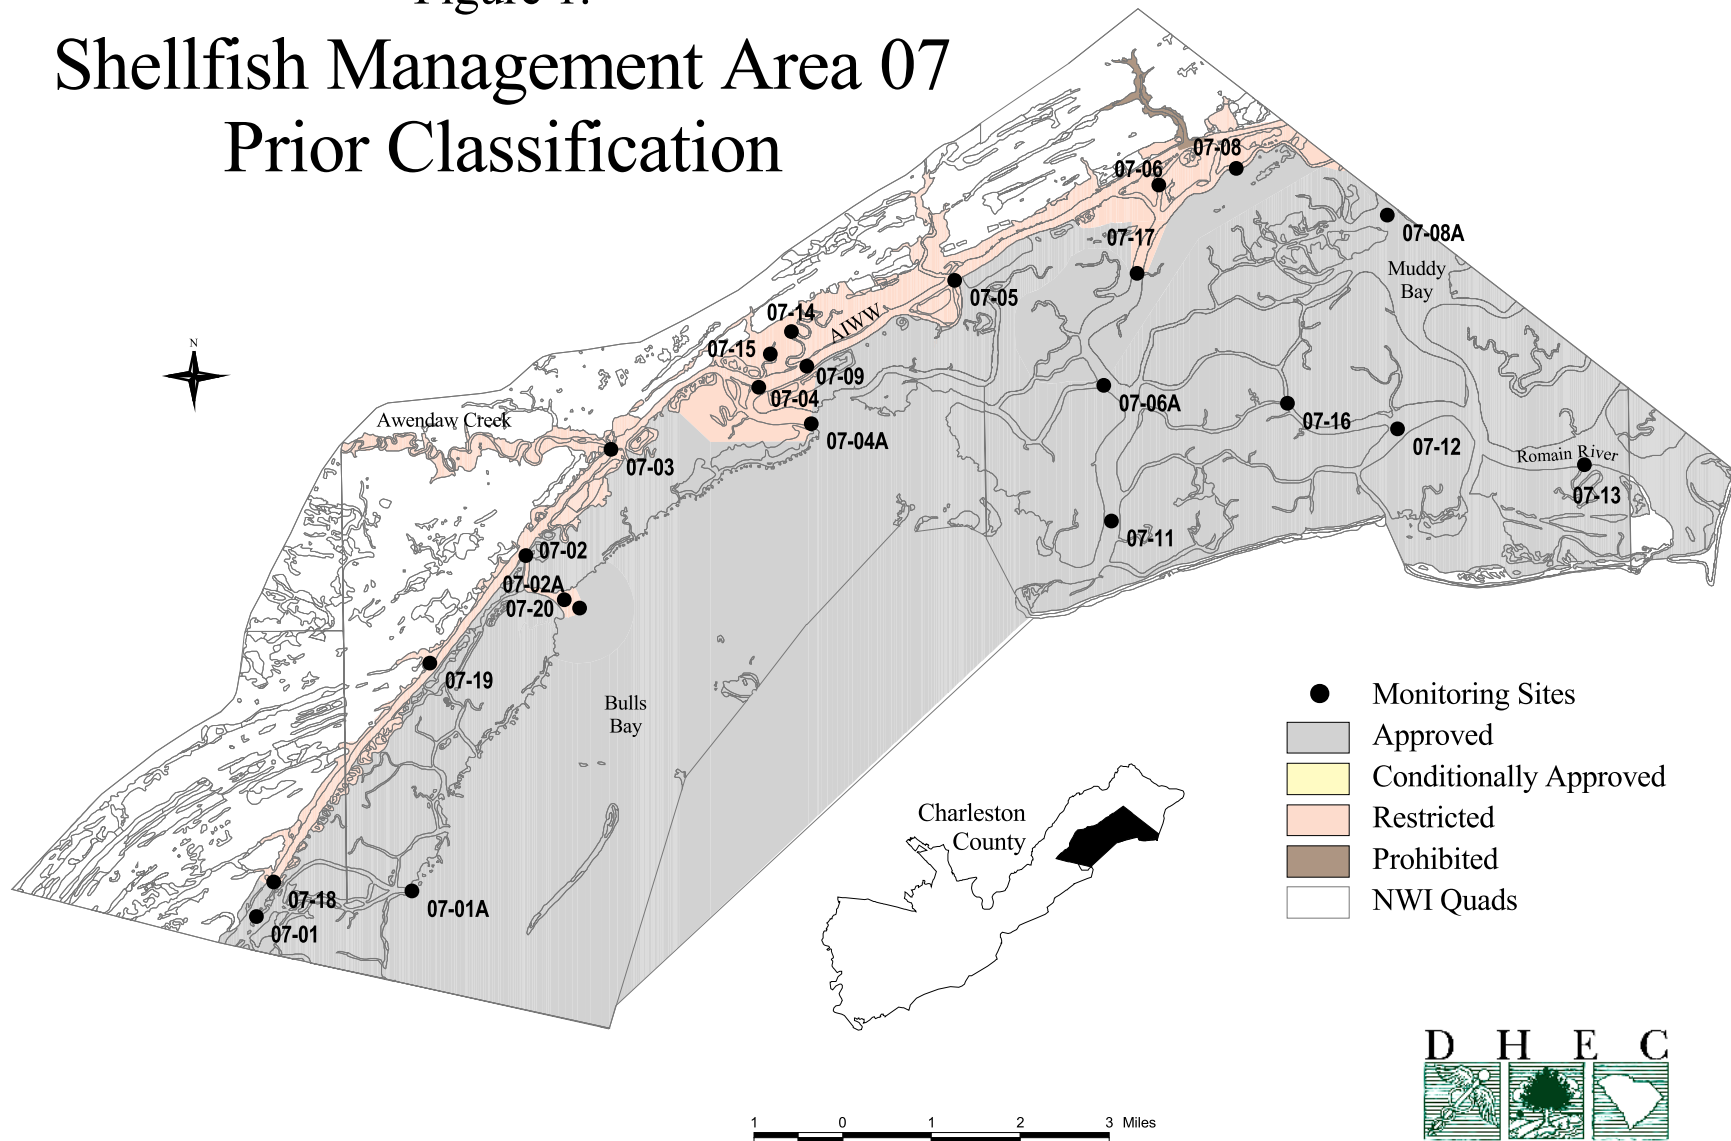 Figure 1.
Shellfish Management Area 07
Prior Classification
07-08
07-06
07-17
07-08A
Muddy
Bay
07-05
07-14
AIWW
07-15
07-09
07-04
07-06A
N
Awendaw Creek
07-04A
07-16
07-12
07-03
Romain River
07-13
07-11
07-02
07-02A
07-20
07-19
Bulls
Bay
Monitoring Sites
Approved
Conditionally Approved
Restricted
Prohibited
NWI Quads
Charleston
County
07-18
07-01A
07-01
D H E C
1 0 1 2 3 Miles